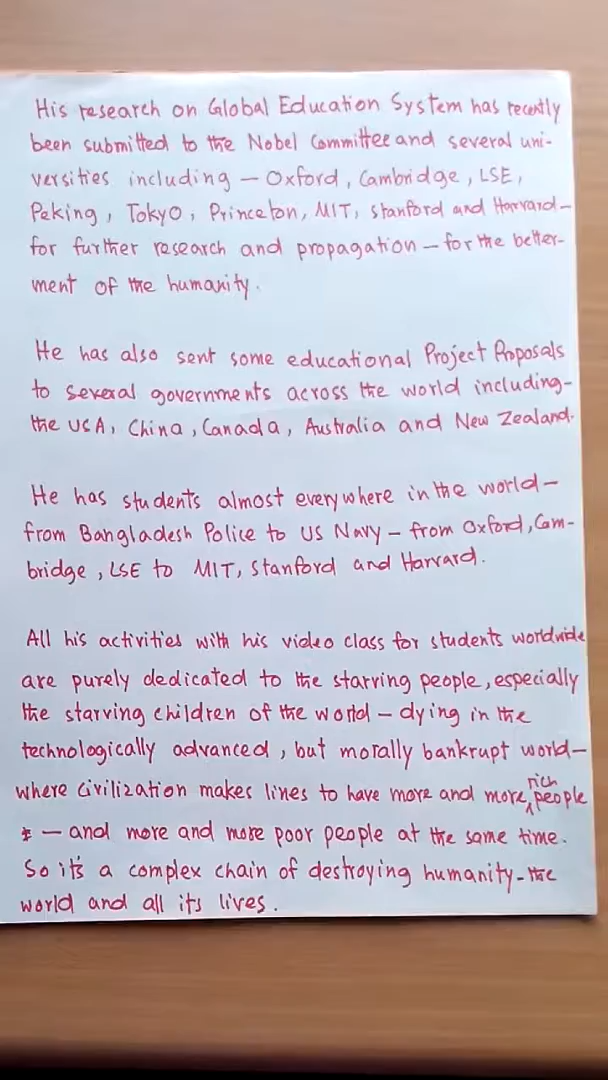 His research on Global Education System has recently
been submitted to the Nobel Committee and several uni-
versities including – Oxford, Cambridge, LSE,
Peking, Tokyo, Princeton, MIT, Stanford and Harvard –
for further research and propagation – for the better-
ment of the humanity.
He has also sent some educational Project Proposals
to several governments across the world including –
the USA, China, Canada, Australia and New Zealand.
He has students almost everywhere in the world –
from Bangladesh Police to US Navy – from Oxford, Cam-
bridge, LSE to MIT, Stanford and Harvard.
All his activities with his video class for students worldwide
are purely dedicated to the starving people, especially
the starving children of the world – dying in the
technologically advanced, but morally bankrupt world –
where civilization makes lines to have more and more rich people
– and more and more poor people at the same time.
So it's a complex chain of destroying humanity – the
world and all its lives.